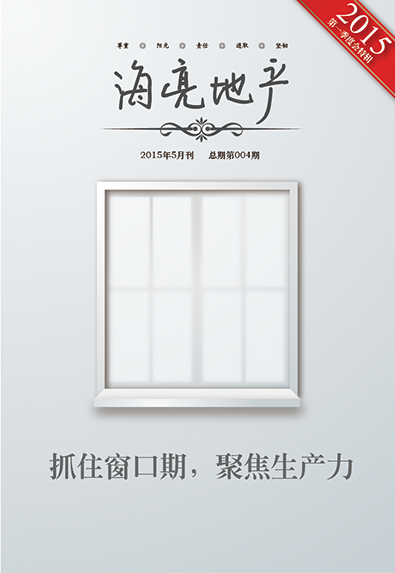 2015
第一季度会特辑
尊重 阳光 责任 进取 坚韧
海亮地产
2015年5月刊 总期第004期
抓住窗口期，聚焦生产力